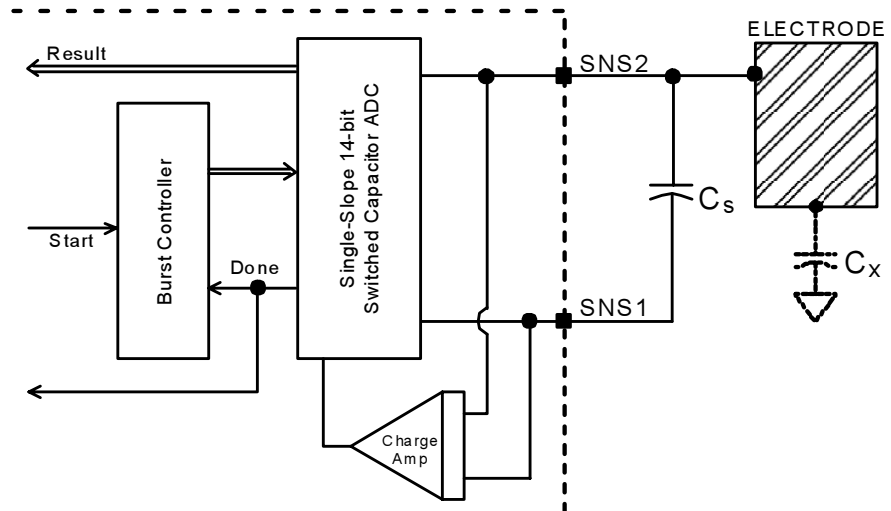 ELECTRODE
Result
SNS2
Single-Slope 14-bit
Switched Capacitor ADC
Burst Controller
Start
Done
Cs
Cx
SNS1
Charge
Amp